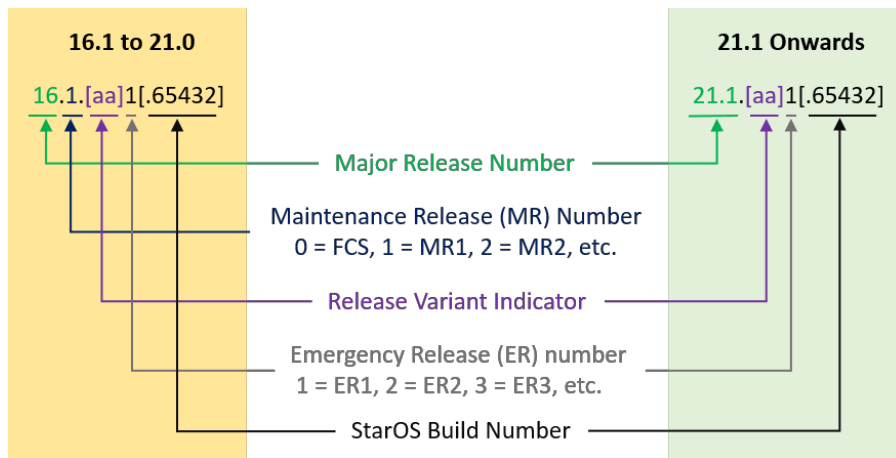 16.1 to 21.0
21.1 Onwards
16.1.[aa]1[.65432]
21.1.[aa]1[.65432]
Major Release Number
Maintenance Release (MR) Number
0 = FCS, 1 = MR1, 2 = MR2, etc.
Release Variant Indicator
Emergency Release (ER) number
1 = ER1, 2 = ER2, 3 = ER3, etc.
StarOS Build Number